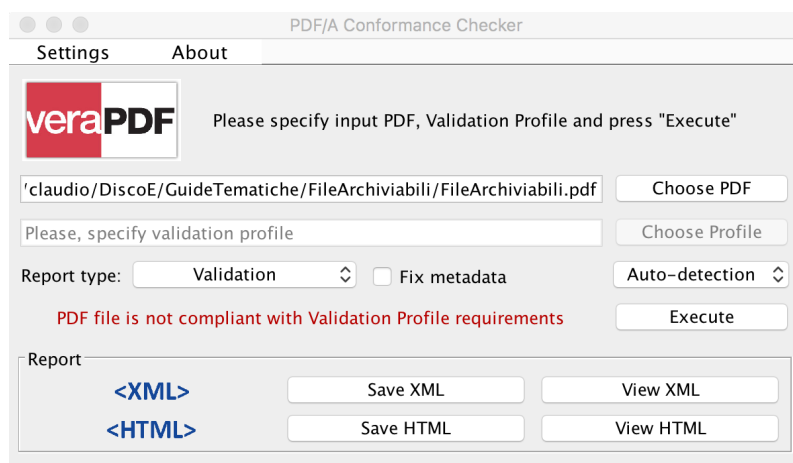 PDF/A Conformance Checker
Settings About
veraPDF
Please specify input PDF, Validation Profile and press "Execute"
'claudio/DiscoE/GuideTematiche/FileArchiviabili/FileArchiviabili.pdf Choose PDF
Please, specify validation profile Choose Profile
Report type: Validation Fix metadata Auto-detection
PDF file is not compliant with Validation Profile requirements Execute
Report
<XML> Save XML View XML
<HTML> Save HTML View HTML